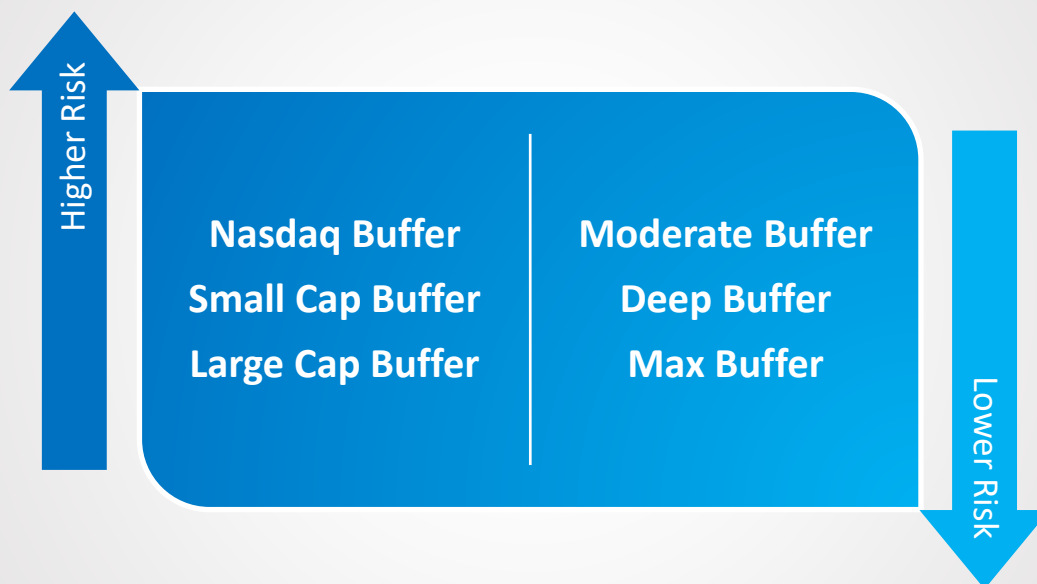 Higher Risk
Nasdaq Buffer
Small Cap Buffer
Large Cap Buffer
Moderate Buffer
Deep Buffer
Max Buffer
Lower Risk